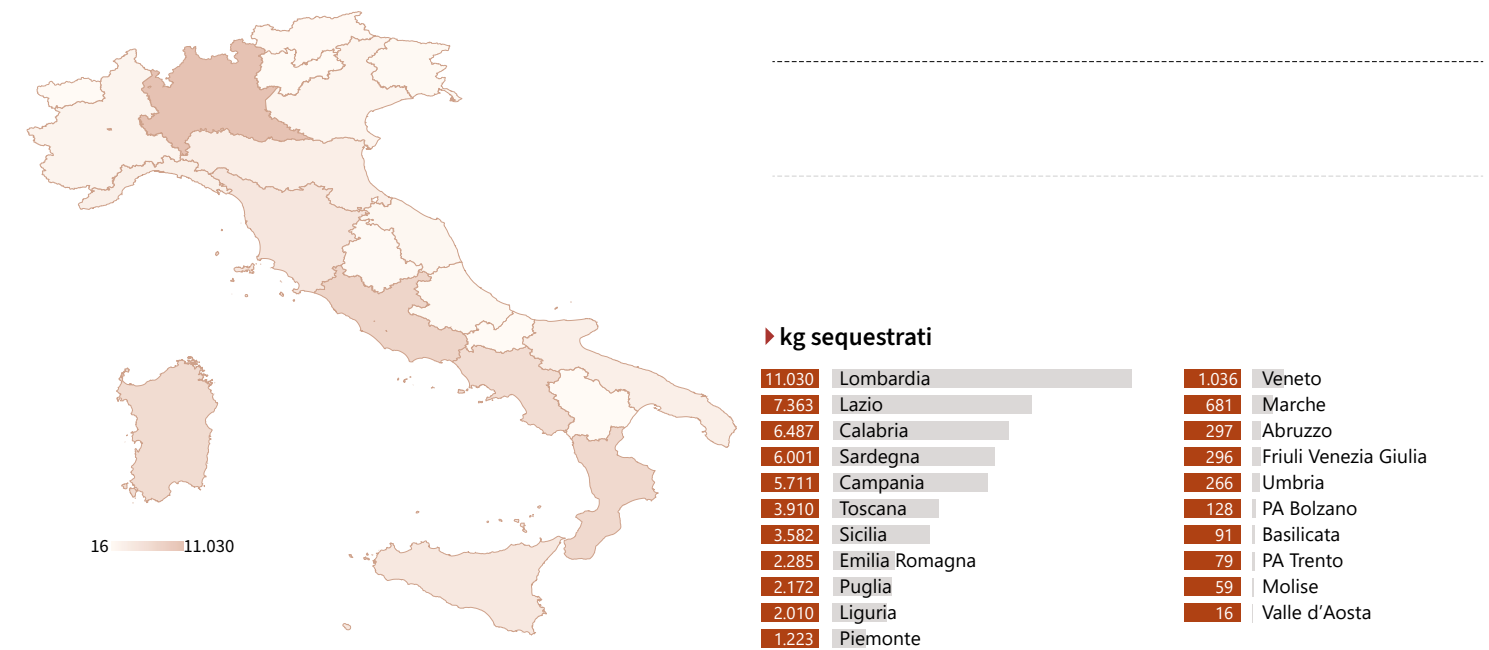 16 11.030
kg sequestrati
11.030 Lombardia
7.363 Lazio
6.487 Calabria
6.001 Sardegna
5.711 Campania
3.910 Toscana
3.582 Sicilia
2.285 Emilia Romagna
2.172 Puglia
2.010 Liguria
1.223 Piemonte
1.036 Veneto
681 Marche
297 Abruzzo
296 Friuli Venezia Giulia
266 Umbria
128 PA Bolzano
91 Basilicata
79 PA Trento
59 Molise
16 Valle d’Aosta